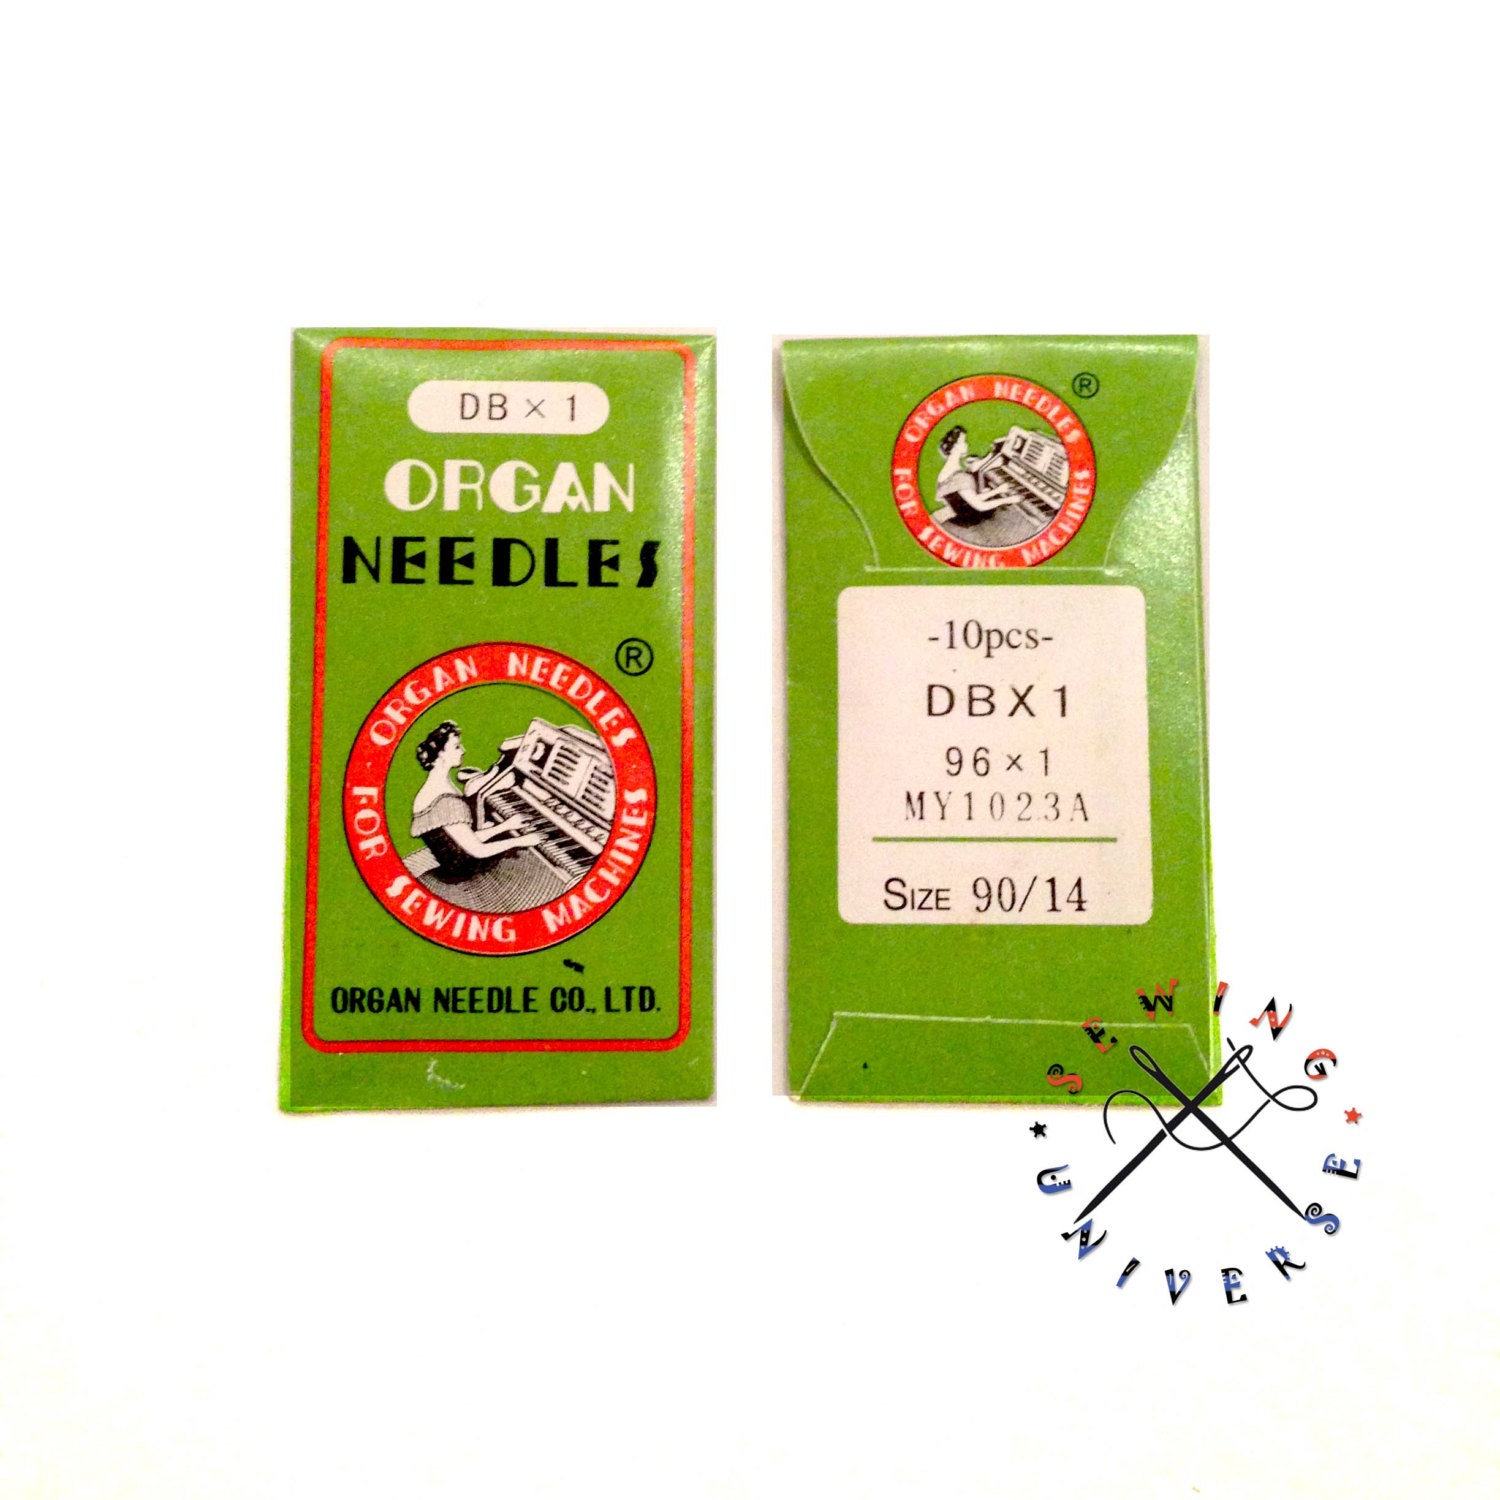 DB × 1
ORGAN
NEEDLES
®
ORGAN NEEDLES
FOR SEWING MACHINES
ORGAN NEEDLE CO., LTD.
®
ORGAN NEEDLES
FOR SEWING MACHINES
-10pcs-
DBX1
96 × 1
MY1023A
SIZE 90/14
SEWING
UNIVERSE